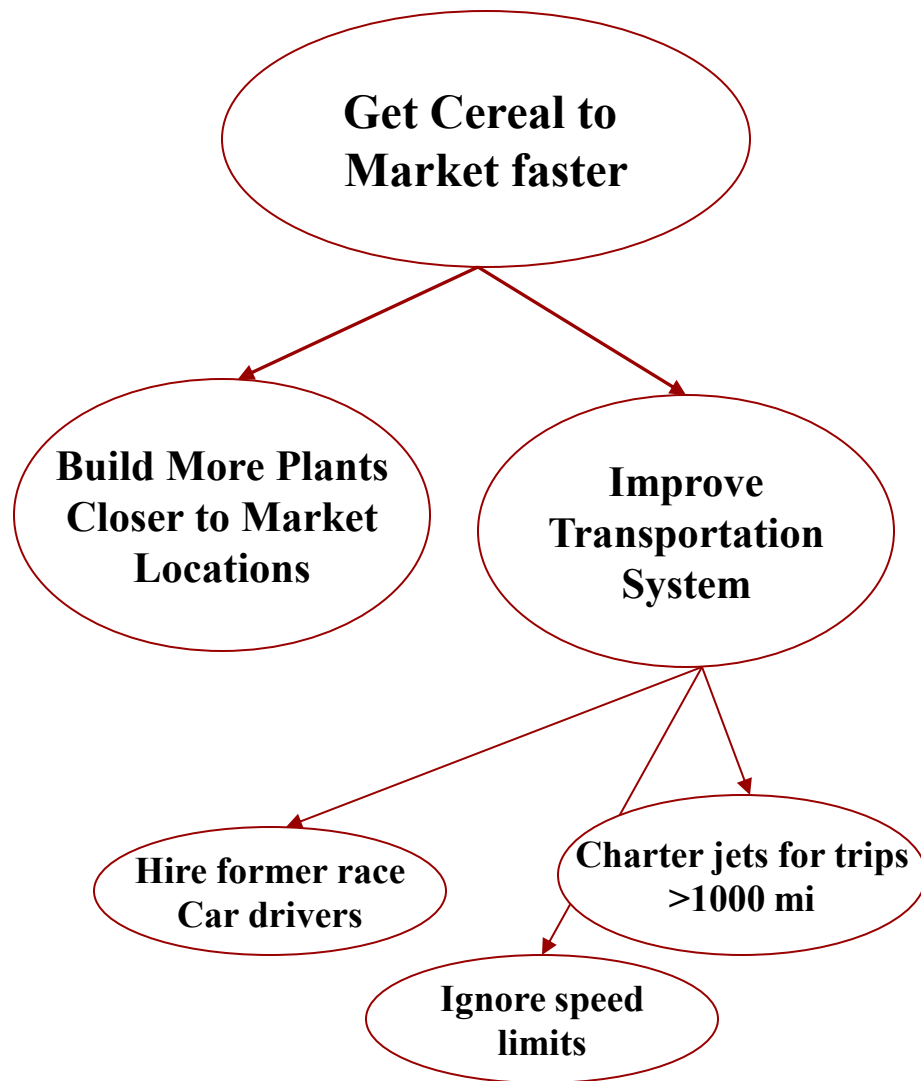 Get Cereal to
Market faster
Build More Plants
Closer to Market
Locations
Improve
Transportation
System
Hire former race
Car drivers
Charter jets for trips
>1000 mi
Ignore speed
limits